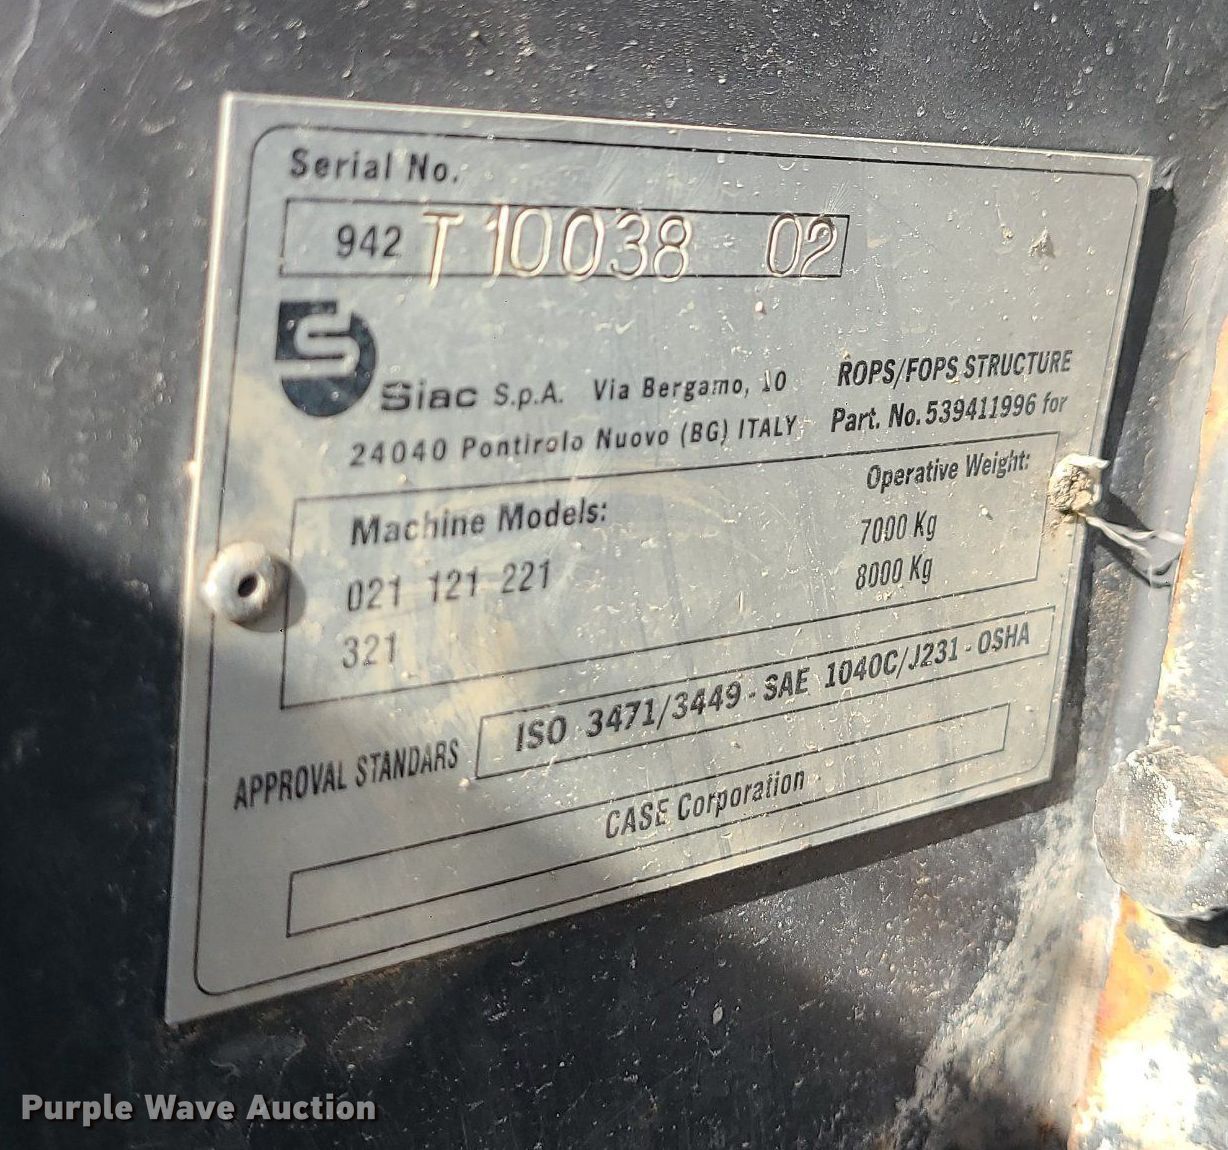 Serial No.
942 T 10038 02
Siac S.p.A. Via Bergamo, 10
24040 Pontirolo Nuovo (BG) ITALY
ROPS/FOPS STRUCTURE
Part. No. 539411996 for
Machine Models:
Operative Weight:
021 121 221
7000 Kg
321
8000 Kg
APPROVAL STANDARS
ISO 3471/3449 - SAE 1040C/J231 - OSHA
CASE Corporation
Purple Wave Auction